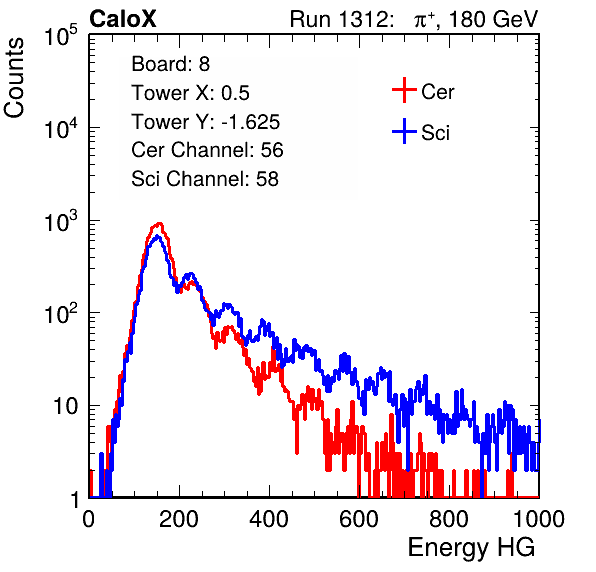 CaloX Run 1312: π⁺, 180 GeV
Counts
10⁵
10⁴
10³
10²
10
1
Board: 8
Tower X: 0.5
Tower Y: -1.625
Cer Channel: 56
Sci Channel: 58
Cer
Sci
0 200 400 600 800 1000
Energy HG